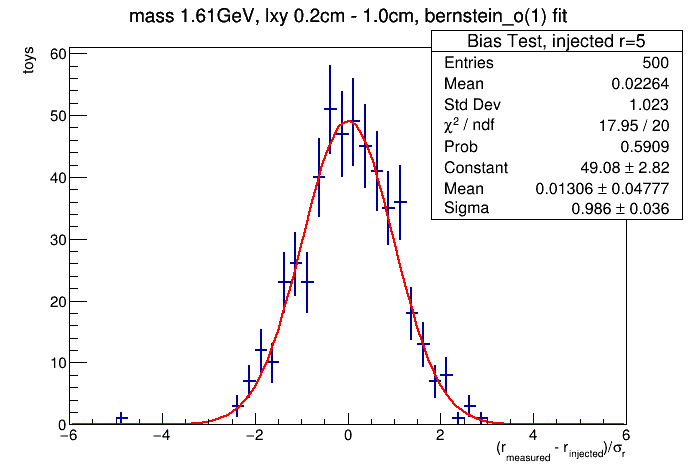 mass 1.61GeV, lxy 0.2cm - 1.0cm, bernstein_o(1) fit
Bias Test, injected r=5
Entries 500
Mean 0.02264
Std Dev 1.023
χ² / ndf 17.95 / 20
Prob 0.5909
Constant 49.08 ± 2.82
Mean 0.01306 ± 0.04777
Sigma 0.986 ± 0.036
toys
60
50
40
30
20
10
0
−6 −4 −2 0 2 4 6
(r_measured - r_injected)/σ_r